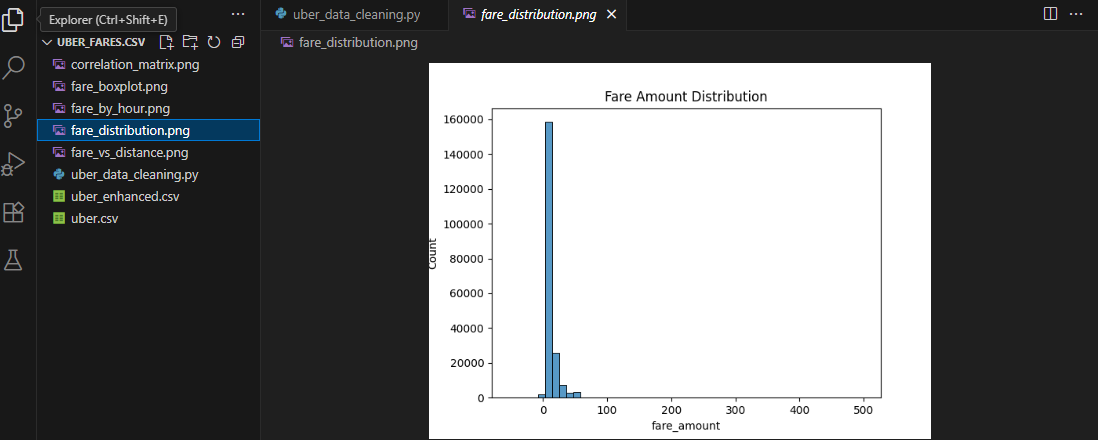 Explorer (Ctrl+Shift+E)
···
UBER_FARES.CSV
correlation_matrix.png
fare_boxplot.png
fare_by_hour.png
fare_distribution.png
fare_vs_distance.png
uber_data_cleaning.py
uber_enhanced.csv
uber.csv
uber_data_cleaning.py
fare_distribution.png
···
fare_distribution.png
Fare Amount Distribution
160000
140000
120000
100000
80000
60000
40000
20000
0
Count
0 100 200 300 400 500
fare_amount